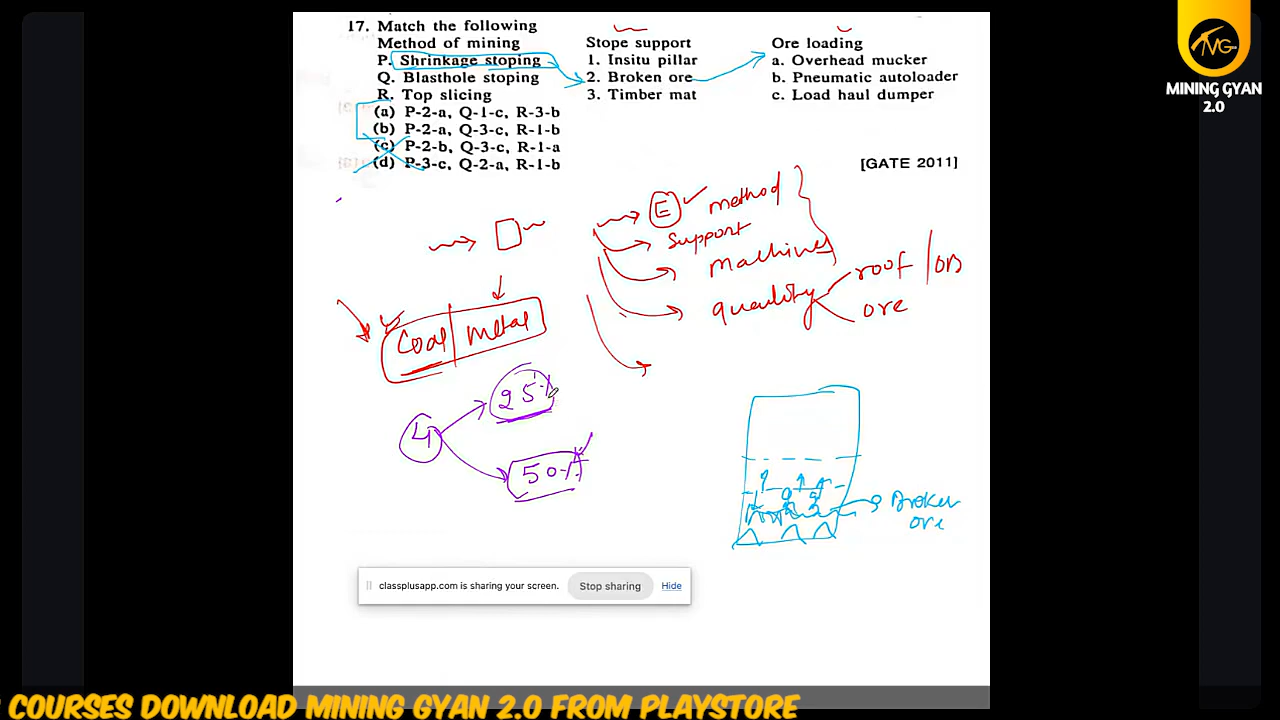 17. Match the following
Method of mining Stope support Ore loading
P. Shrinkage stoping 1. Insitu pillar a. Overhead mucker
Q. Blasthole stoping 2. Broken ore b. Pneumatic autoloader
R. Top slicing 3. Timber mat c. Load haul dumper
(a) P-2-a, Q-1-c, R-3-b
(b) P-2-a, Q-3-c, R-1-b
(c) P-2-b, Q-3-c, R-1-a
(d) P-3-c, Q-2-a, R-1-b
[GATE 2011]
TMG
MINING GYAN
2.0
E method
support
machines
quality roof / OB
ore
Coal metal
4 25%
50%
Broken
ore
classplusapp.com is sharing your screen. Stop sharing Hide
COURSES DOWNLOAD MINING GYAN 2.0 FROM PLAYSTORE